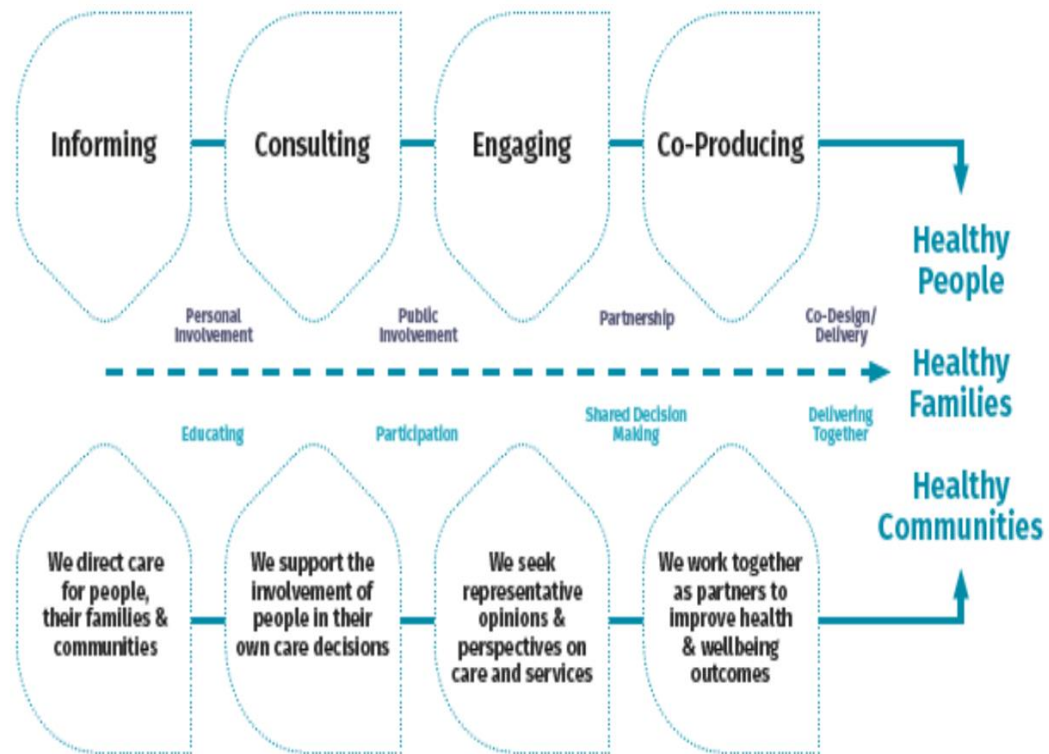 Informing
Consulting
Engaging
Co-Producing
Healthy
People
Personal
Involvement
Public
Involvement
Partnership
Co-Design/
Delivery
Healthy
Families
Educating
Participation
Shared Decision
Making
Delivering
Together
Healthy
Communities
We direct care
for people,
their families &
communities
We support the
involvement of
people in their
own care decisions
We seek
representative
opinions &
perspectives on
care and services
We work together
as partners to
improve health
& wellbeing
outcomes